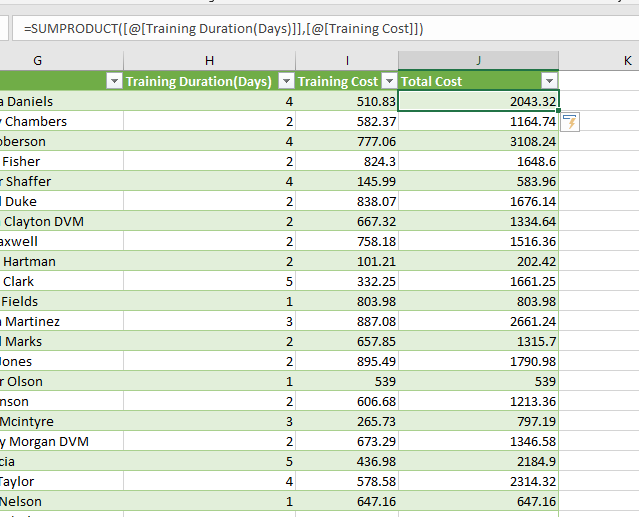 =SUMPRODUCT([@[Training Duration(Days)]],[@[Training Cost]])
G H I J K
Training Duration(Days) Training Cost Total Cost
Daniels 4 510.83 2043.32
Chambers 2 582.37 1164.74
4 777.06 3108.24
Fisher 2 824.3 1648.6
Shaffer 4 145.99 583.96
Duke 2 838.07 1676.14
Clayton DVM 2 667.32 1334.64
2 758.18 1516.36
Hartman 2 101.21 202.42
Clark 5 332.25 1661.25
Fields 1 803.98 803.98
Martinez 3 887.08 2661.24
Marks 2 657.85 1315.7
2 895.49 1790.98
Olson 1 539 539
2 606.68 1213.36
Mcintyre 3 265.73 797.19
Morgan DVM 2 673.29 1346.58
5 436.98 2184.9
Taylor 4 578.58 2314.32
Nelson 1 647.16 647.16